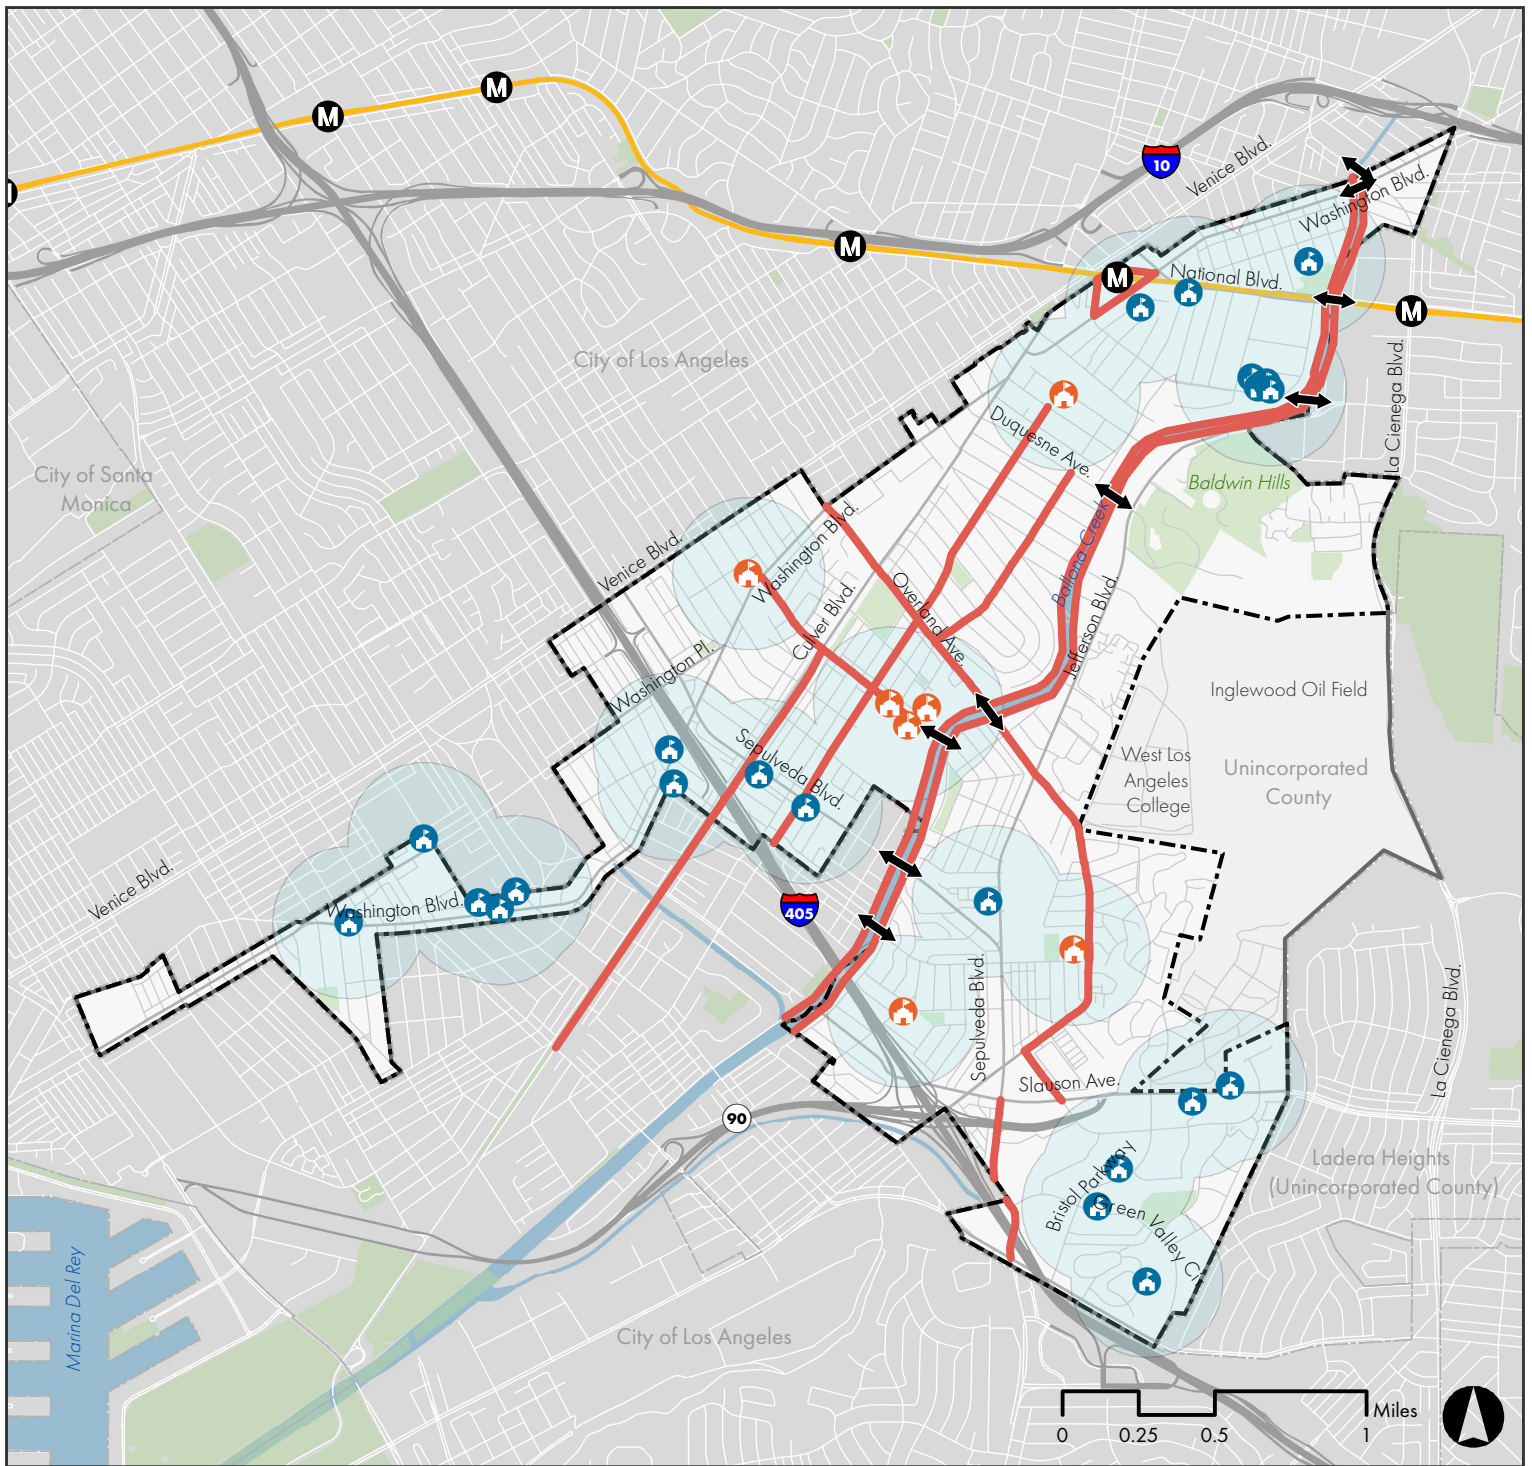 M
M
10
Venice Blvd.
Washington Blvd.
M
M
National Blvd.
M
City of Los Angeles
La Cienega Blvd.
Duquesne Ave.
City of Santa
Monica
Baldwin Hills
Ballona Creek
Washington Blvd.
Venice Blvd.
Overland Ave.
Culver Blvd.
Jefferson Blvd.
Washington Pl.
Inglewood Oil Field
Sepulveda Blvd.
West Los
Angeles
College
Unincorporated
County
Venice Blvd.
Washington Blvd.
405
Sepulveda Blvd.
La Cienega Blvd.
Slauson Ave.
90
Bristol Parkway
Green Valley Ci
Ladera Heights
(Unincorporated County)
Marina Del Rey
City of Los Angeles
Miles
0
0.25
0.5
1